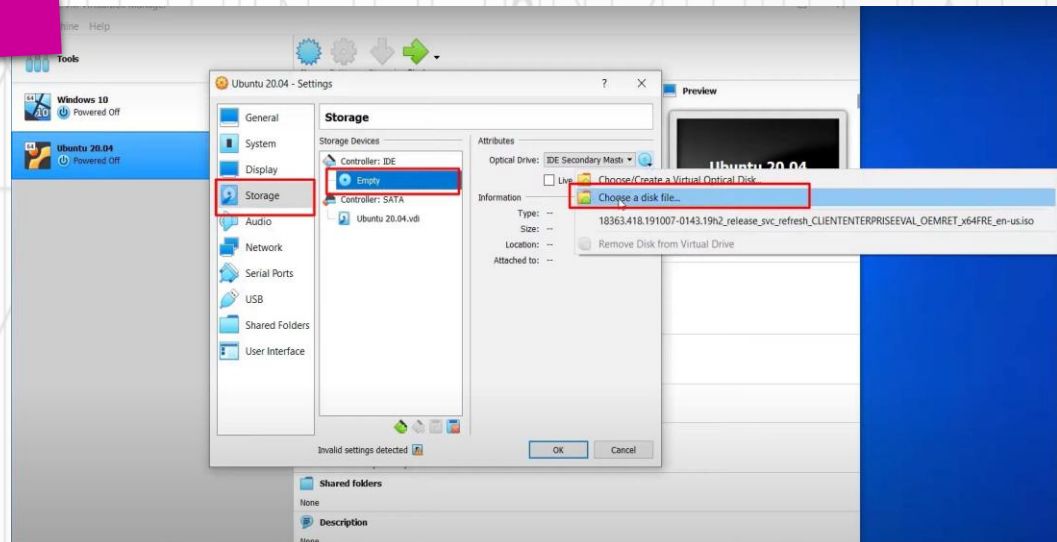 Help
Tools
Windows 10
Powered Off
Ubuntu 20.04
Powered Off
Ubuntu 20.04 - Settings
?
General
System
Display
Storage
Audio
Network
Serial Ports
USB
Shared Folders
User Interface
Storage
Storage Devices
Controller: IDE
Empty
Controller: SATA
Ubuntu 20.04.vdi
Attributes
Optical Drive: IDE Secondary
Live
Information
Type: --
Size: --
Location: --
Attached to: --
Invalid settings detected
OK
Cancel
Preview
Ubuntu 20.04
Choose/Create a Virtual Optical Disk...
Choose a disk file...
18363.418.191007-0143.19h2_release_svc_refresh_CLIENTENTERPRISEEVAL_OEMRET_x64FRE_en-us.iso
Remove Disk from Virtual Drive
Shared folders
None
Description
None